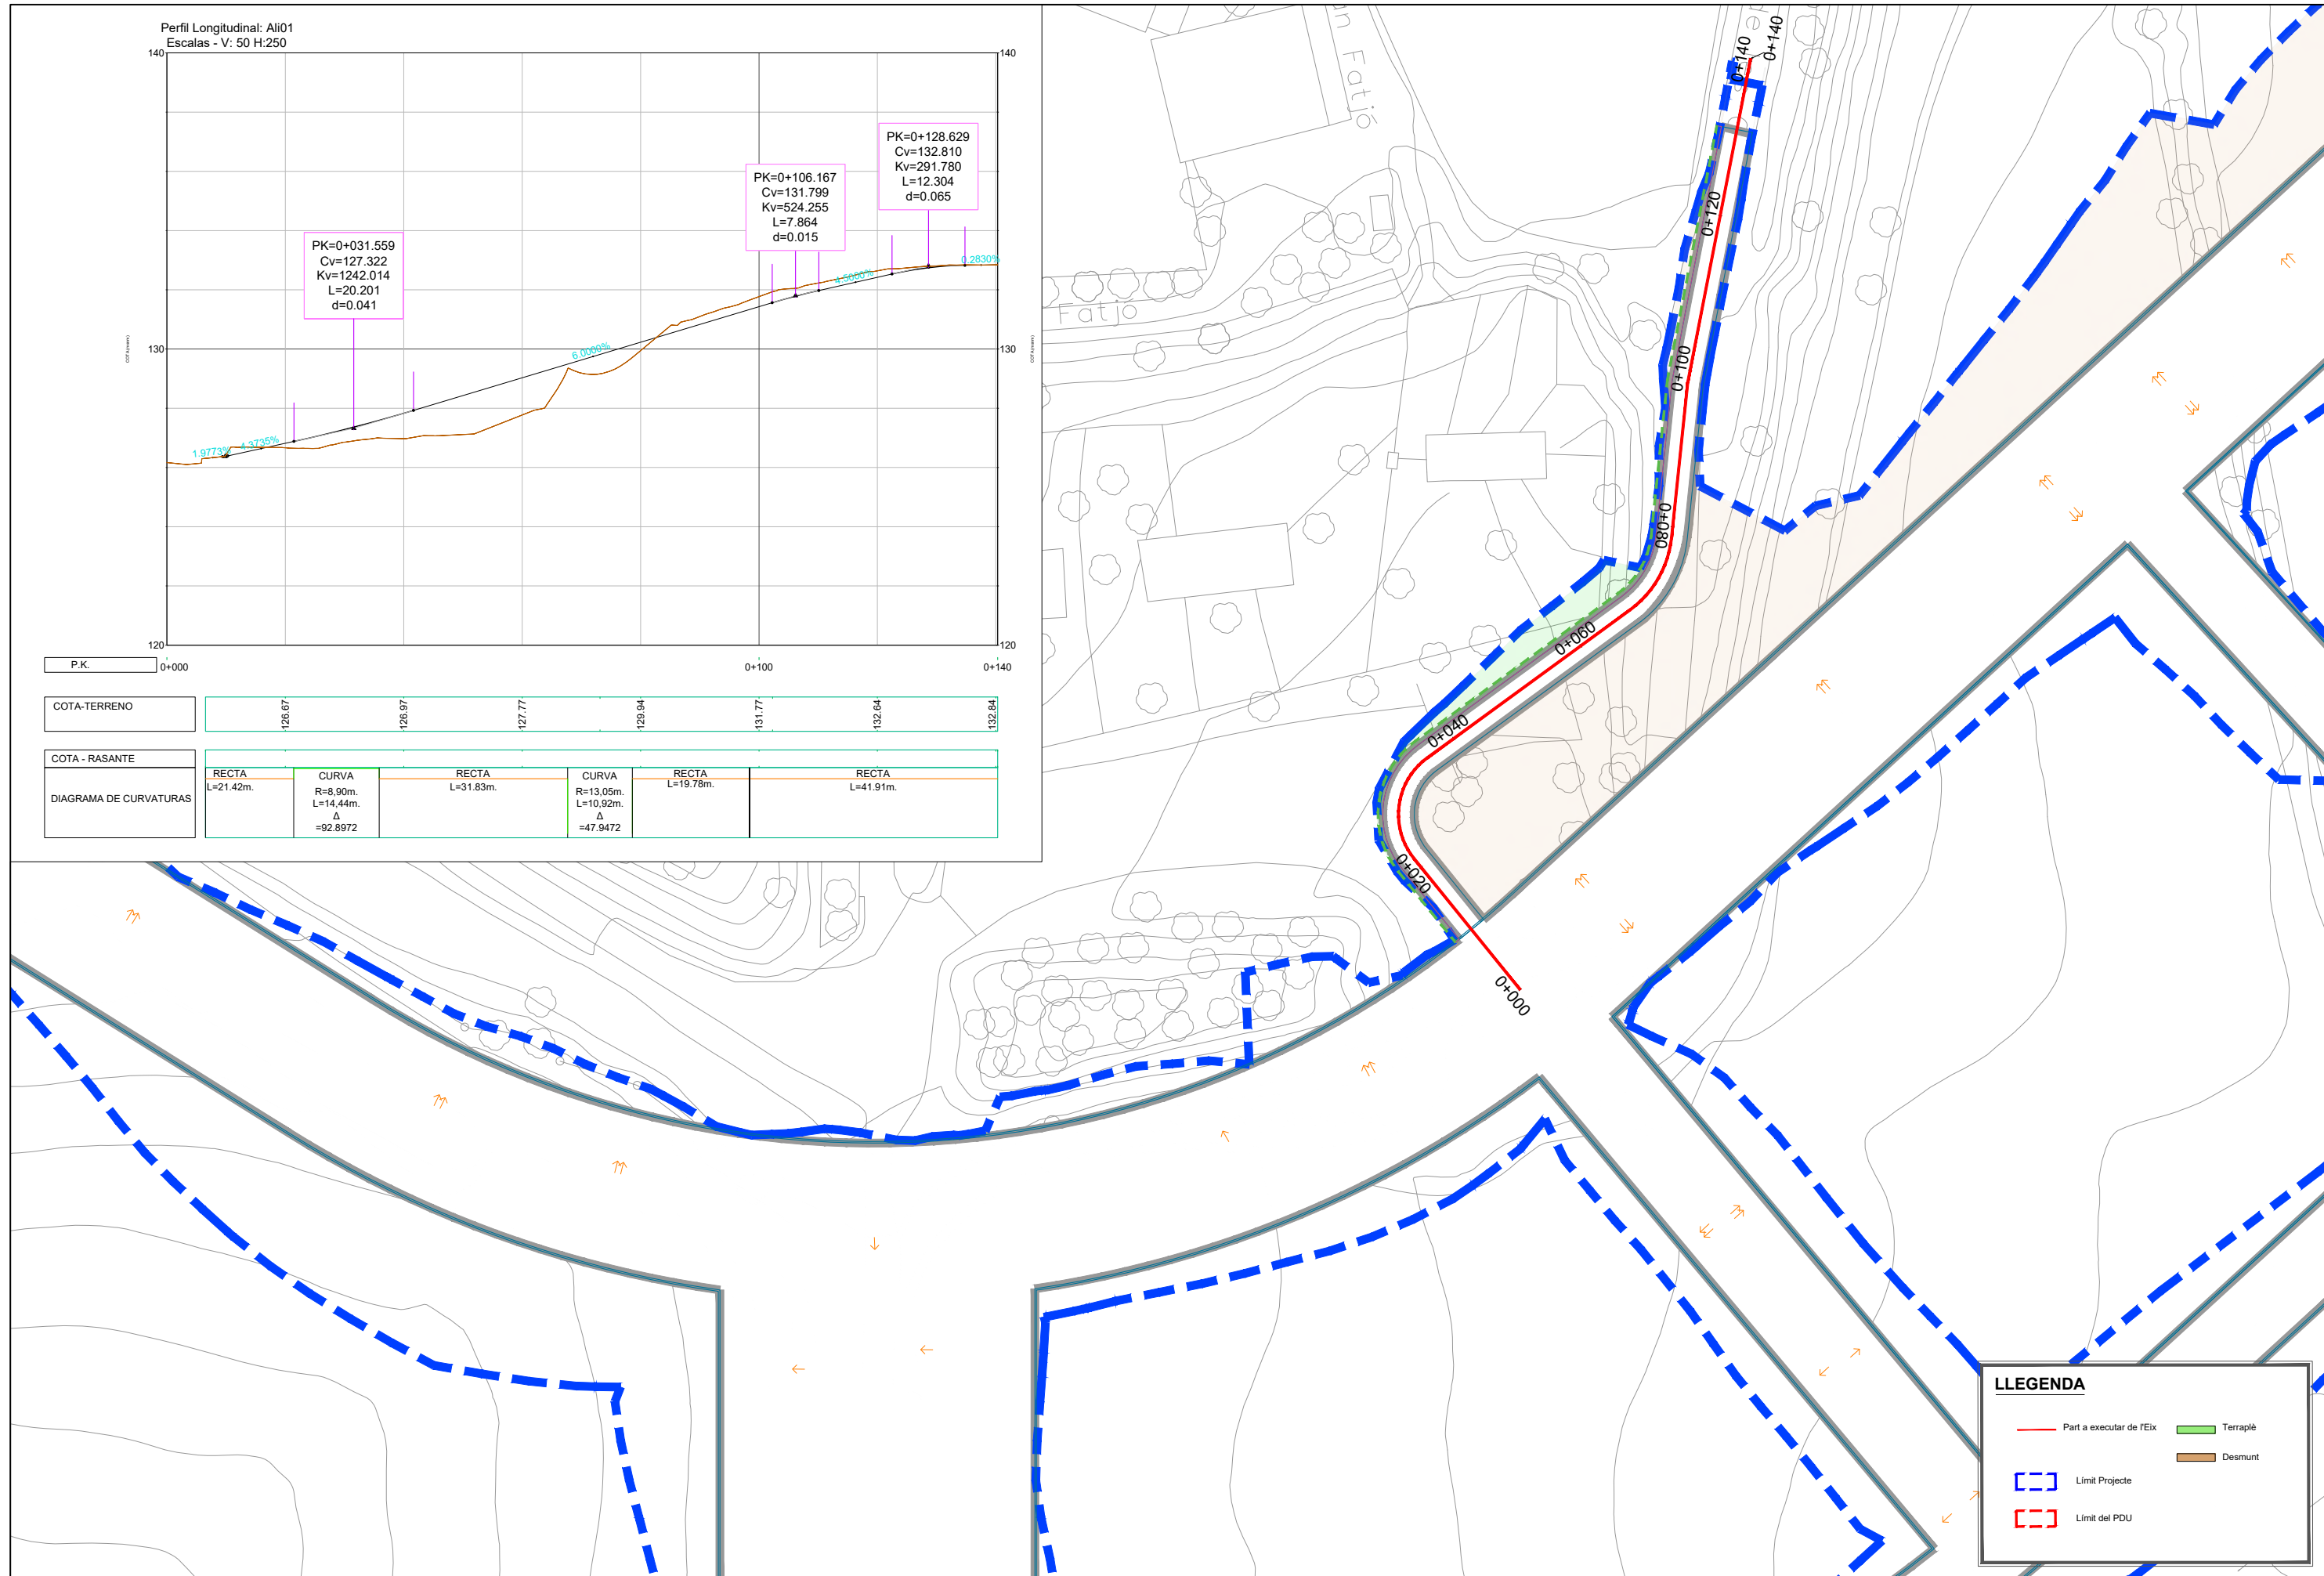 Perfil Longitudinal: Ali01
Escalas - V: 50 H:250
140
140
130
130
120
120
PK=0+031.559
Cv=127.322
Kv=1242.014
L=20.201
d=0.041
PK=0+106.167
Cv=131.799
Kv=524.255
L=7.864
d=0.015
PK=0+128.629
Cv=132.810
Kv=291.780
L=12.304
d=0.065
1.9773%
4.3735%
6.0000%
4.5000%
0.2830%
P.K.
0+000
0+100
0+140
COTA-TERRENO
126.67
126.97
127.77
129.94
131.77
132.64
132.84
COTA - RASANTE
DIAGRAMA DE CURVATURAS
RECTA
L=21.42m.
CURVA
R=8,90m.
L=14,44m.
Δ
=92.8972
RECTA
L=31.83m.
CURVA
R=13,05m.
L=10,92m.
Δ
=47.9472
RECTA
L=19.78m.
RECTA
L=41.91m.
n Fatjó
Fatjó
0+140
0+140
0+120
0+100
0+080
0+060
0+040
0+020
0+000
LLEGENDA
Part a executar de l'Eix
Terraplè
Desmunt
Límit Projecte
Límit del PDU